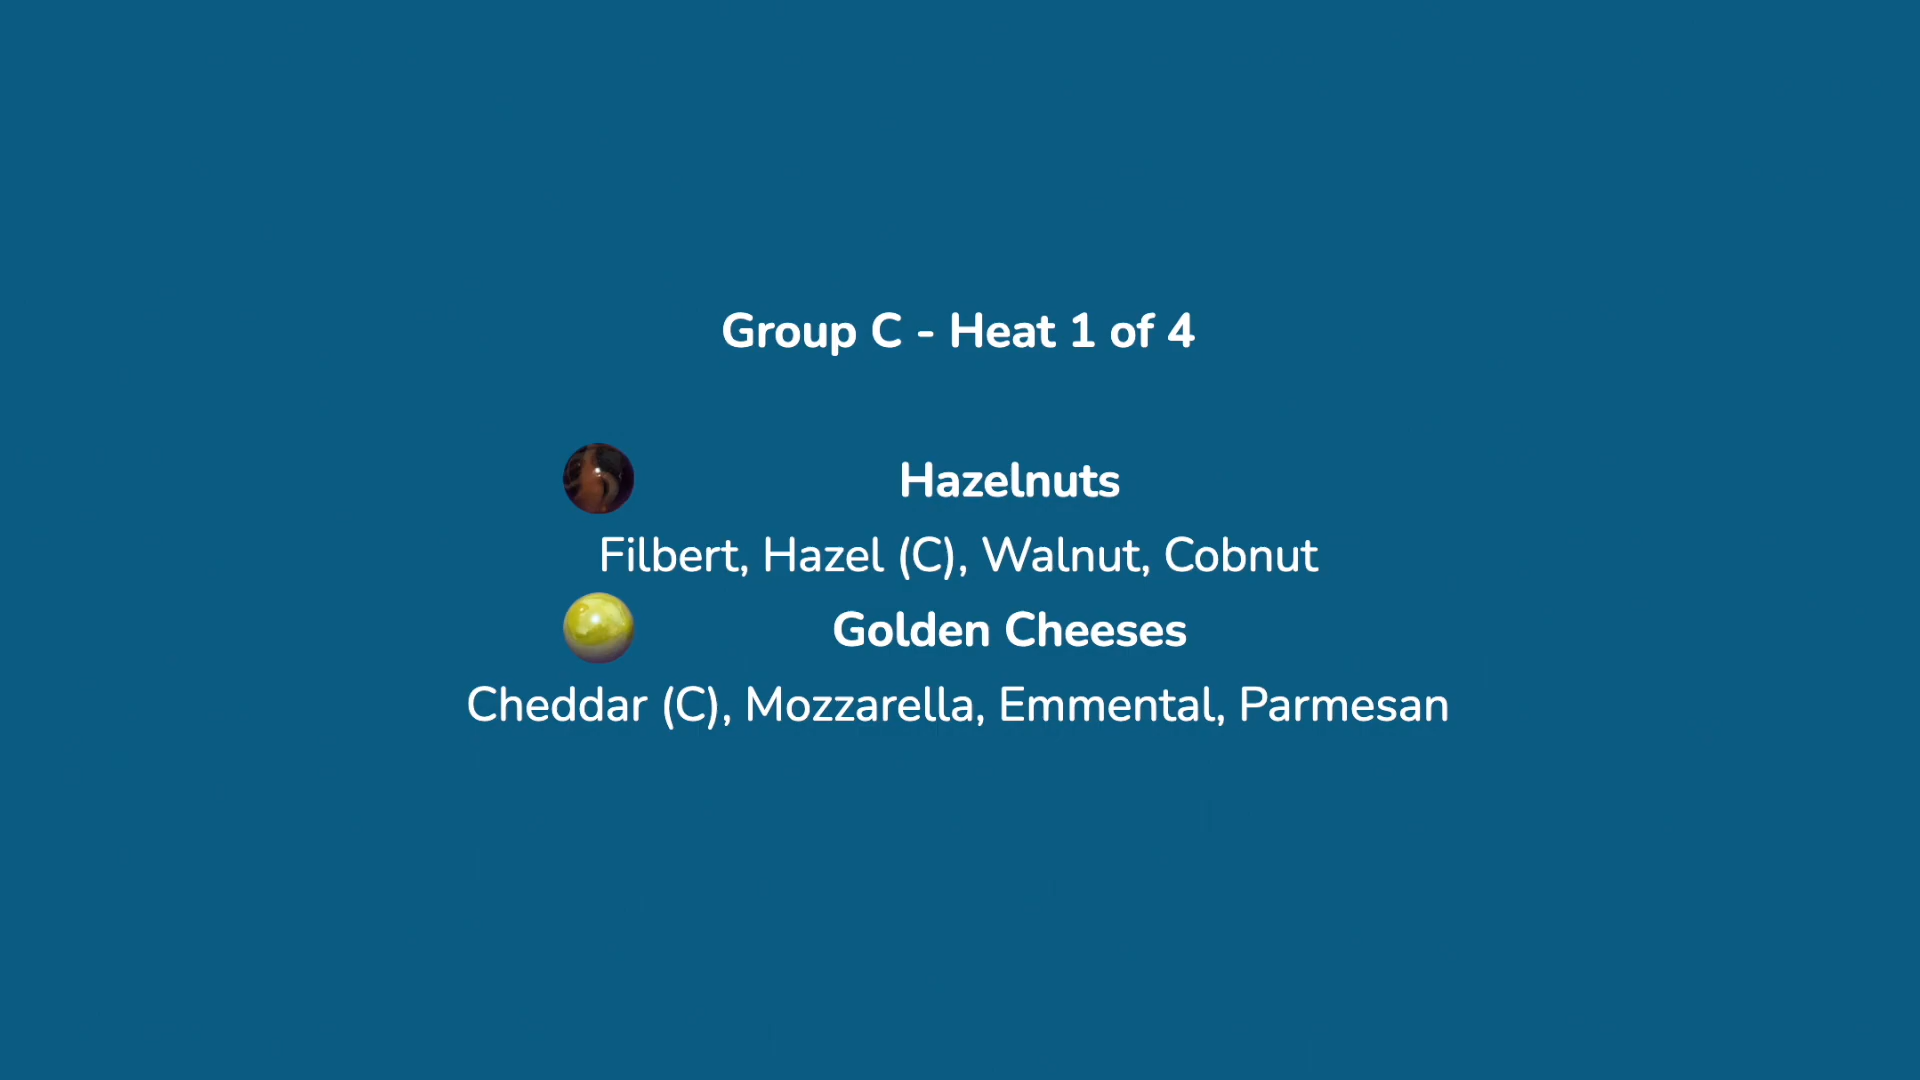 Group C - Heat 1 of 4
Hazelnuts
Filbert, Hazel (C), Walnut, Cobnut
Golden Cheeses
Cheddar (C), Mozzarella, Emmental, Parmesan